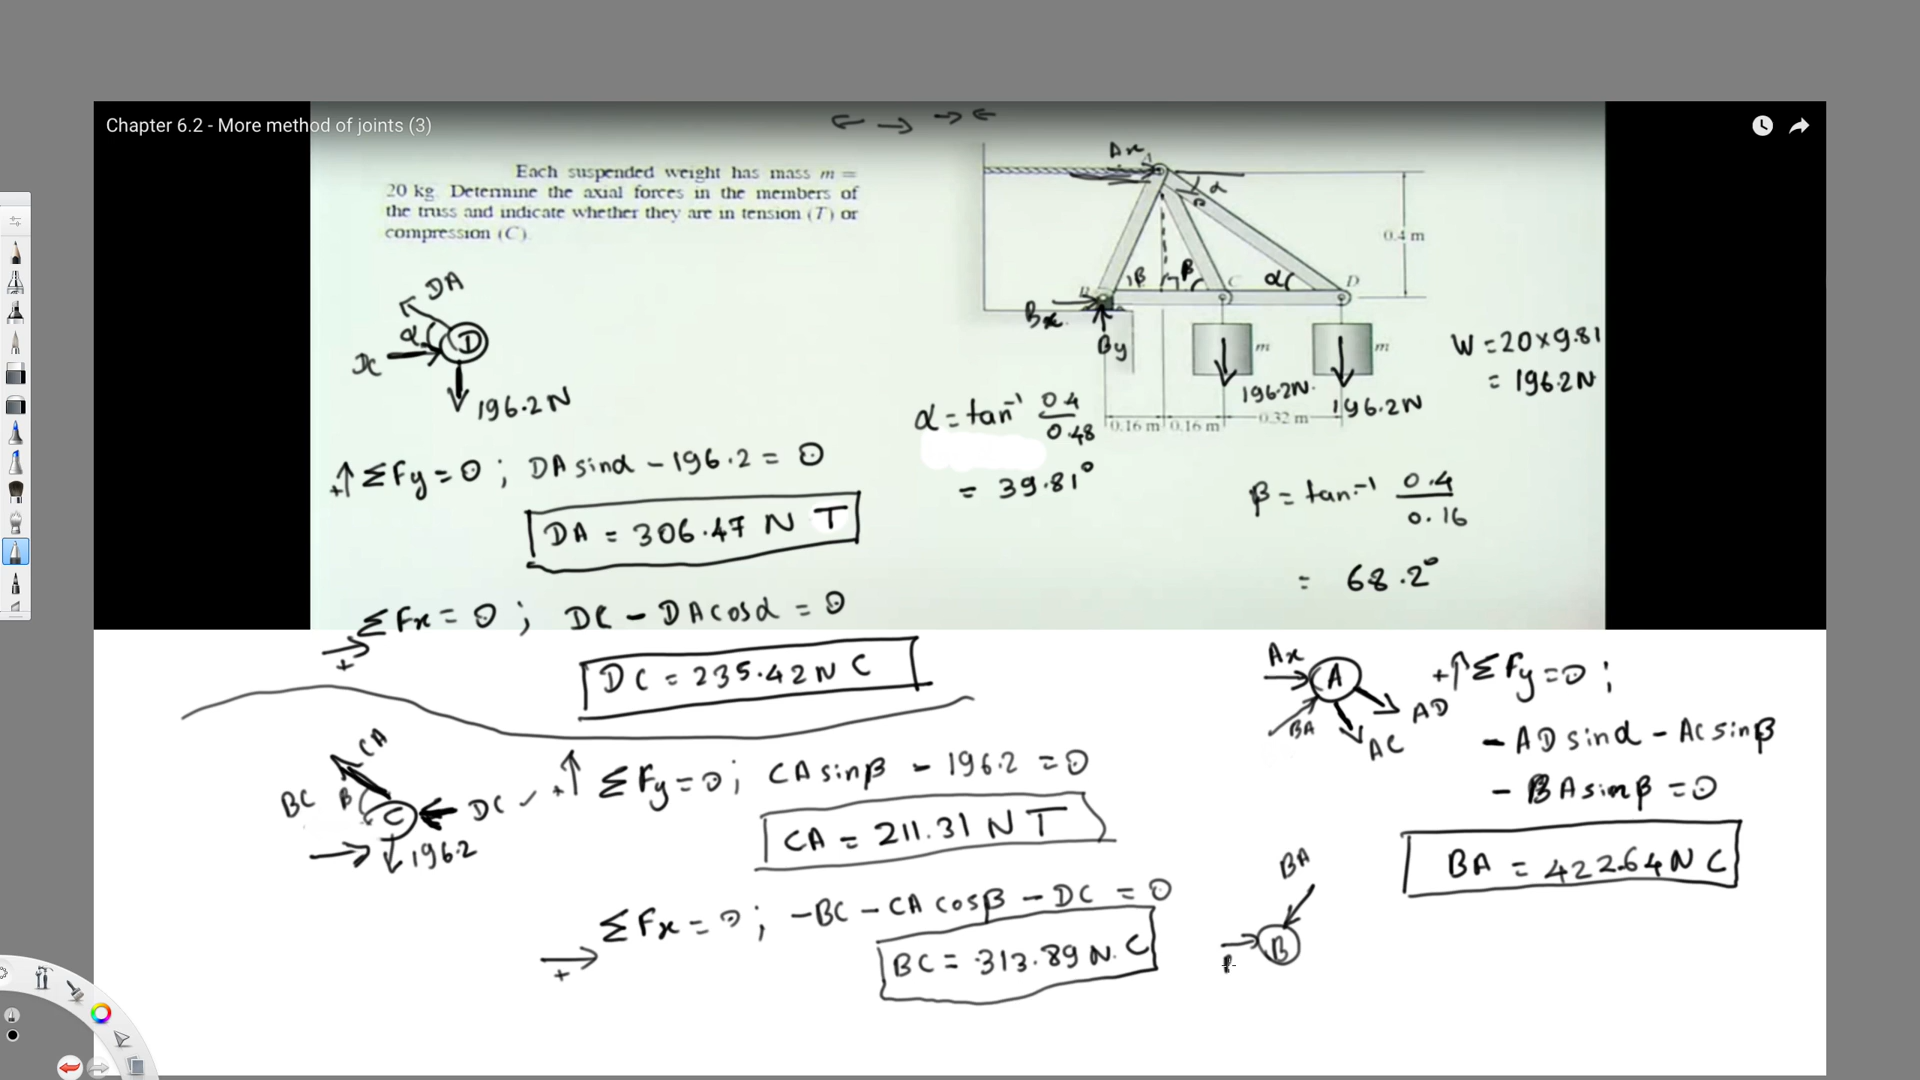 Chapter 6.2 - More method of joints (3)
Each suspended weight has mass m =
20 kg. Determine the axial forces in the members of
the truss and indicate whether they are in tension (T) or
compression (C).
Ax
A
α
0.4 m
β
β
C
α
D
B
Bx
By
m
m
196.2N
196.2N
0.16 m
0.16 m
0.32 m
W = 20 × 9.81
= 196.2N
DA
α
D
DC
196.2N
+↑ ΣFy = 0 ; DA sinα - 196.2 = 0
DA = 306.47 N T
→+ ΣFx = 0 ; DC - DA cosα = 0
DC = 235.42 N C
α = tan⁻¹ 0.4
0.48
= 39.81°
β = tan⁻¹ 0.4
0.16
= 68.2°
CA
BC
β
C
DC
196.2
+↑ ΣFy = 0 ; CA sinβ - 196.2 = 0
CA = 211.31 N T
→+ ΣFx = 0 ; -BC - CA cosβ - DC = 0
BC = -313.89 N. C
Ax
A
AD
BA
AC
+↑ ΣFy = 0 ;
- AD sinα - AC sinβ
- BA sinβ = 0
BA = 422.64 N C
BA
B